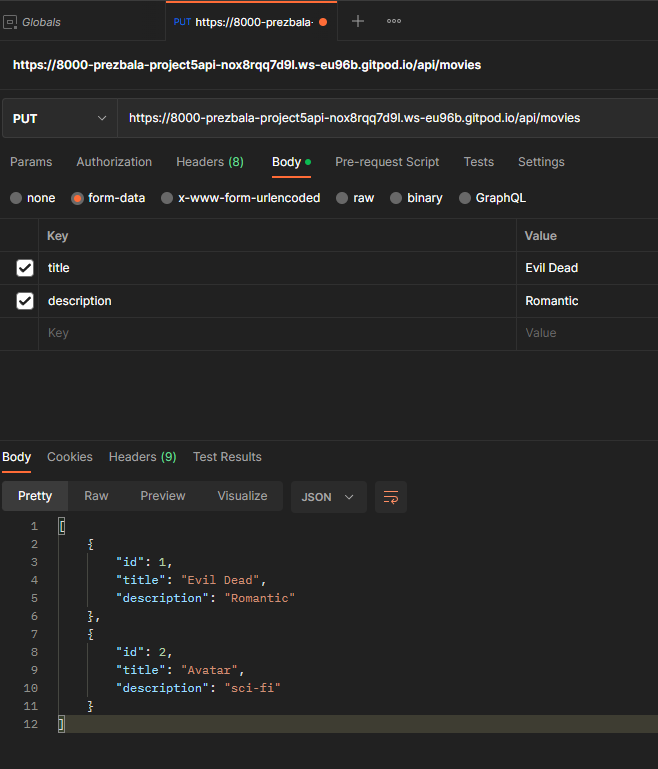 Globals PUT https://8000-prezbala-
https://8000-prezbala-project5api-nox8rqq7d9l.ws-eu96b.gitpod.io/api/movies
PUT https://8000-prezbala-project5api-nox8rqq7d9l.ws-eu96b.gitpod.io/api/movies
Params Authorization Headers (8) Body Pre-request Script Tests Settings
none form-data x-www-form-urlencoded raw binary GraphQL
Key Value
title Evil Dead
description Romantic
Key Value
Body Cookies Headers (9) Test Results
Pretty Raw Preview Visualize JSON
1 [
2 {
3 "id": 1,
4 "title": "Evil Dead",
5 "description": "Romantic"
6 },
7 {
8 "id": 2,
9 "title": "Avatar",
10 "description": "sci-fi"
11 }
12 ]